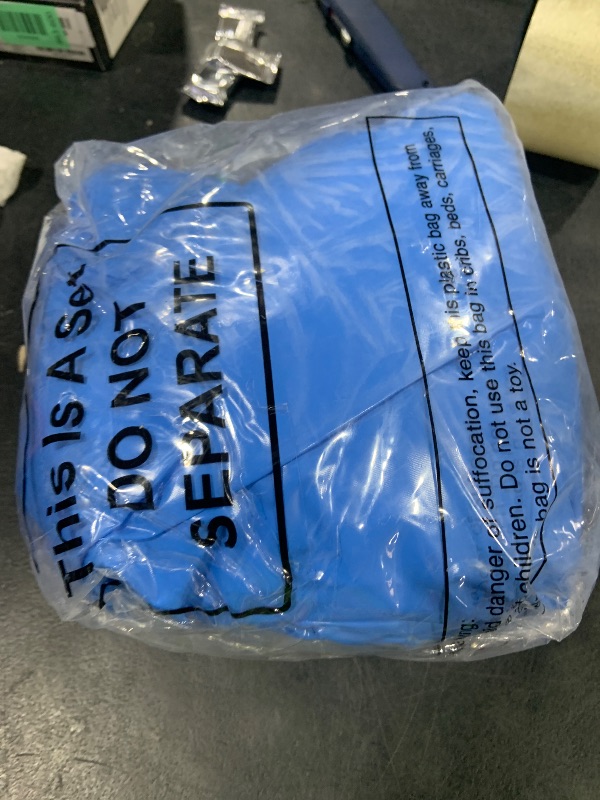 This Is A Set
DO NOT
SEPARATE
danger of suffocation, keep this plastic bag away from
children. Do not use this bag in cribs, beds, carriages,
bag is not a toy.